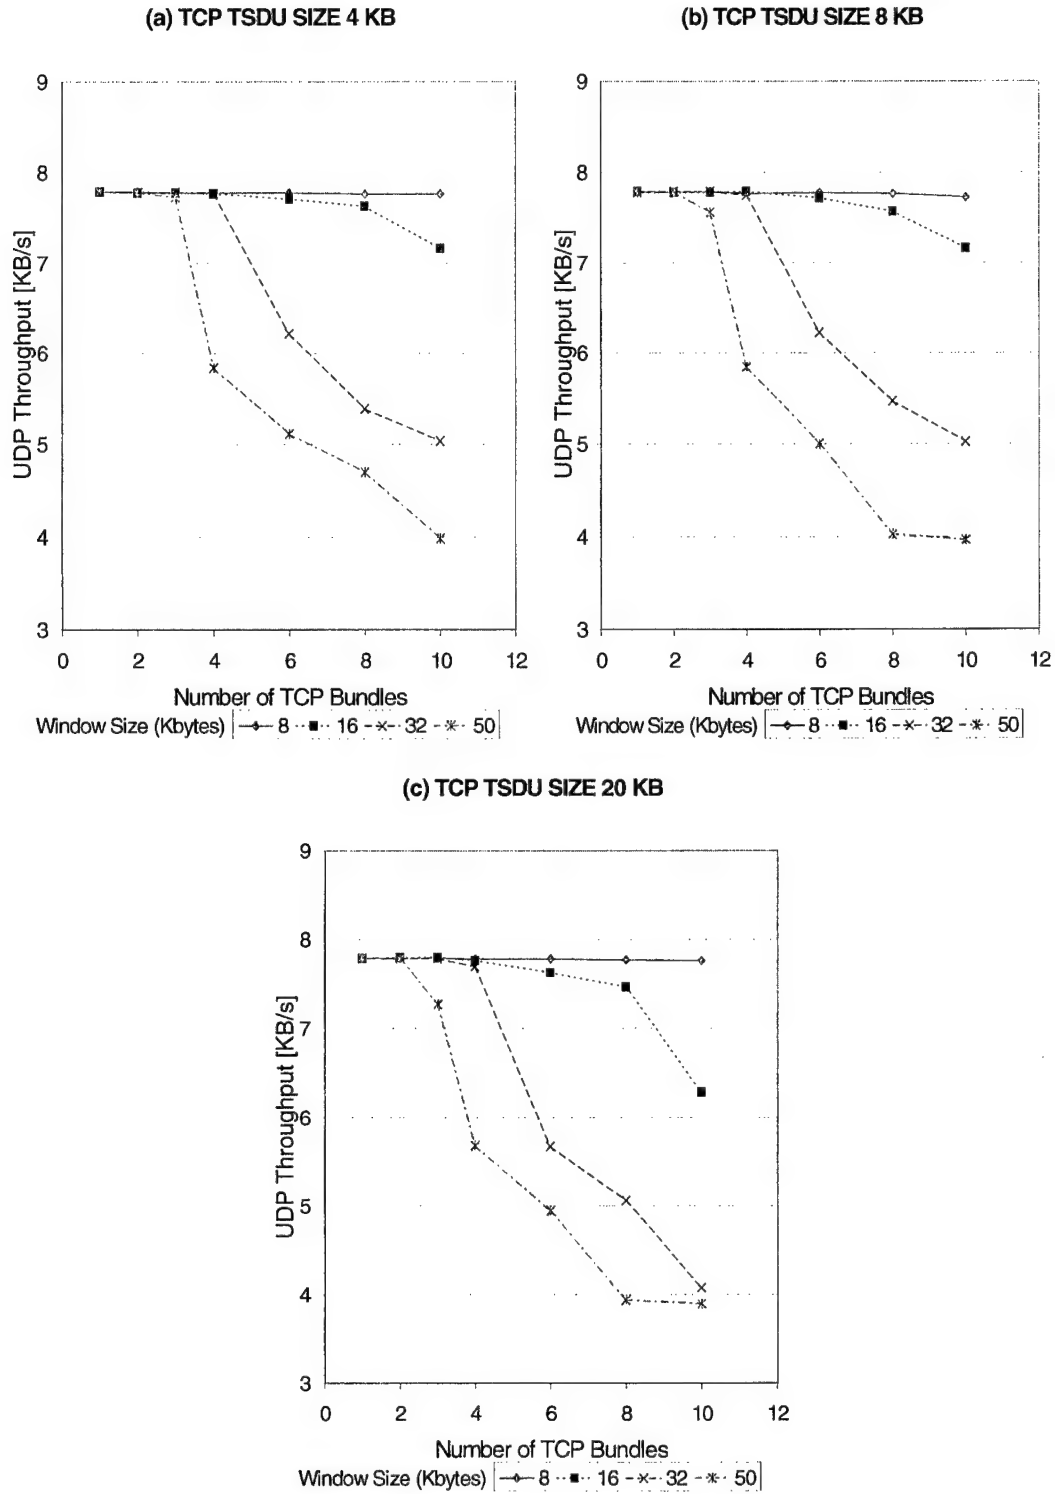 (a) TCP TSDU SIZE 4 KB
9
8
7
6
5
4
3
UDP Throughput [KB/s]
0 2 4 6 8 10 12
Number of TCP Bundles
Window Size (Kbytes) 8 16 32 50
(b) TCP TSDU SIZE 8 KB
9
8
7
6
5
4
3
UDP Throughput [KB/s]
0 2 4 6 8 10 12
Number of TCP Bundles
Window Size (Kbytes) 8 16 32 50
(c) TCP TSDU SIZE 20 KB
9
8
7
6
5
4
3
UDP Throughput [KB/s]
0 2 4 6 8 10 12
Number of TCP Bundles
Window Size (Kbytes) 8 16 32 50